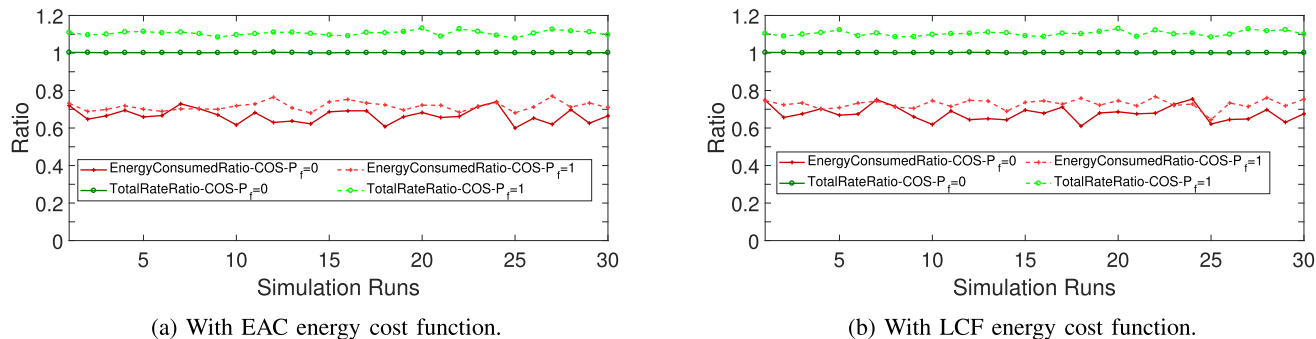 1.2
1
0.8
0.6
0.4
0.2
0
Ratio
EnergyConsumedRatio-COS-P_f=0
EnergyConsumedRatio-COS-P_f=1
TotalRateRatio-COS-P_f=0
TotalRateRatio-COS-P_f=1
5 10 15 20 25 30
Simulation Runs
(a) With EAC energy cost function.
1.2
1
0.8
0.6
0.4
0.2
0
Ratio
EnergyConsumedRatio-COS-P_f=0
EnergyConsumedRatio-COS-P_f=1
TotalRateRatio-COS-P_f=0
TotalRateRatio-COS-P_f=1
5 10 15 20 25 30
Simulation Runs
(b) With LCF energy cost function.